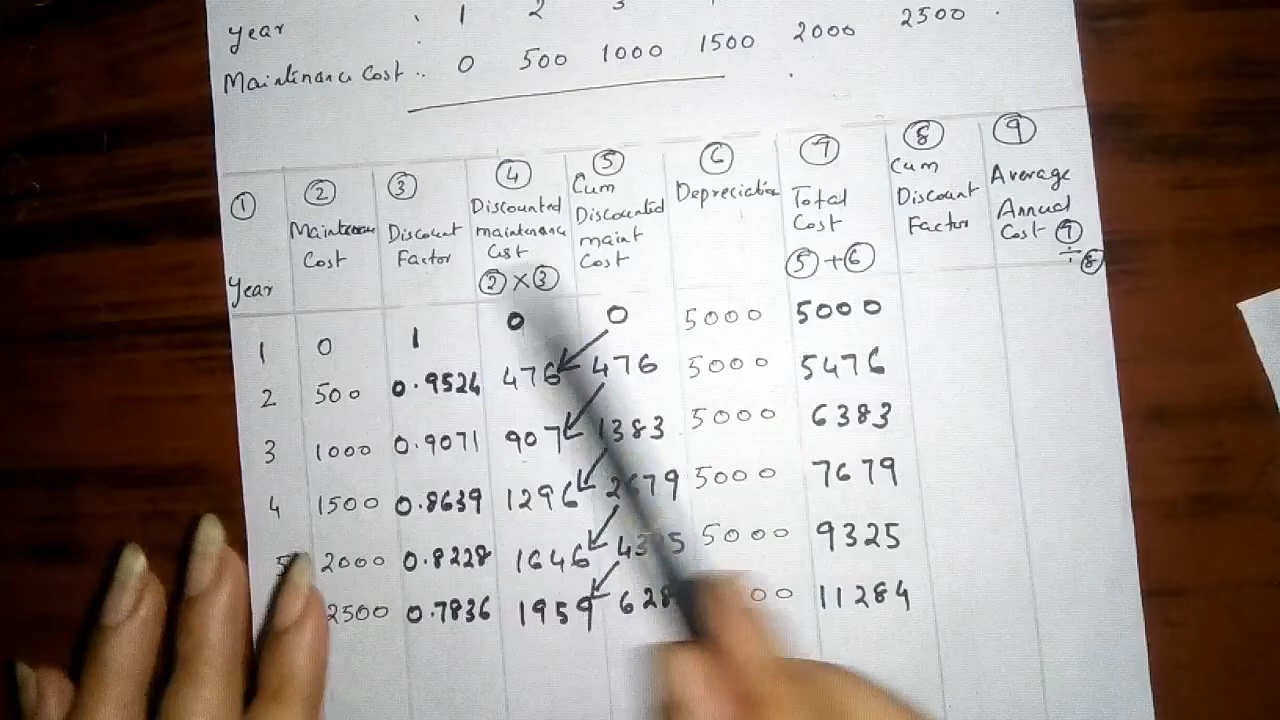 year : 1 2 3
Maintenance Cost .. 0 500 1000 1500 2000 2500 .
① ② ③ ④ ⑤ ⑥ ⑦ ⑧ ⑨
Year
Maintenance
Cost
Discount
Factor
Discounted
maintenance
Cost
② × ③
Cum
Discounted
maint
Cost
Depreciation
Total
Cost
⑤ + ⑥
Cum
Discount
Factor
Average
Annual
Cost ⑦
÷ ⑧
1 0 1 0 0 5000 5000
2 500 0.9524 476 476 5000 5476
3 1000 0.9071 907 1383 5000 6383
4 1500 0.8639 1296 2679 5000 7679
5 2000 0.8228 1646 5000 9325
2500 0.7836 1959 11284